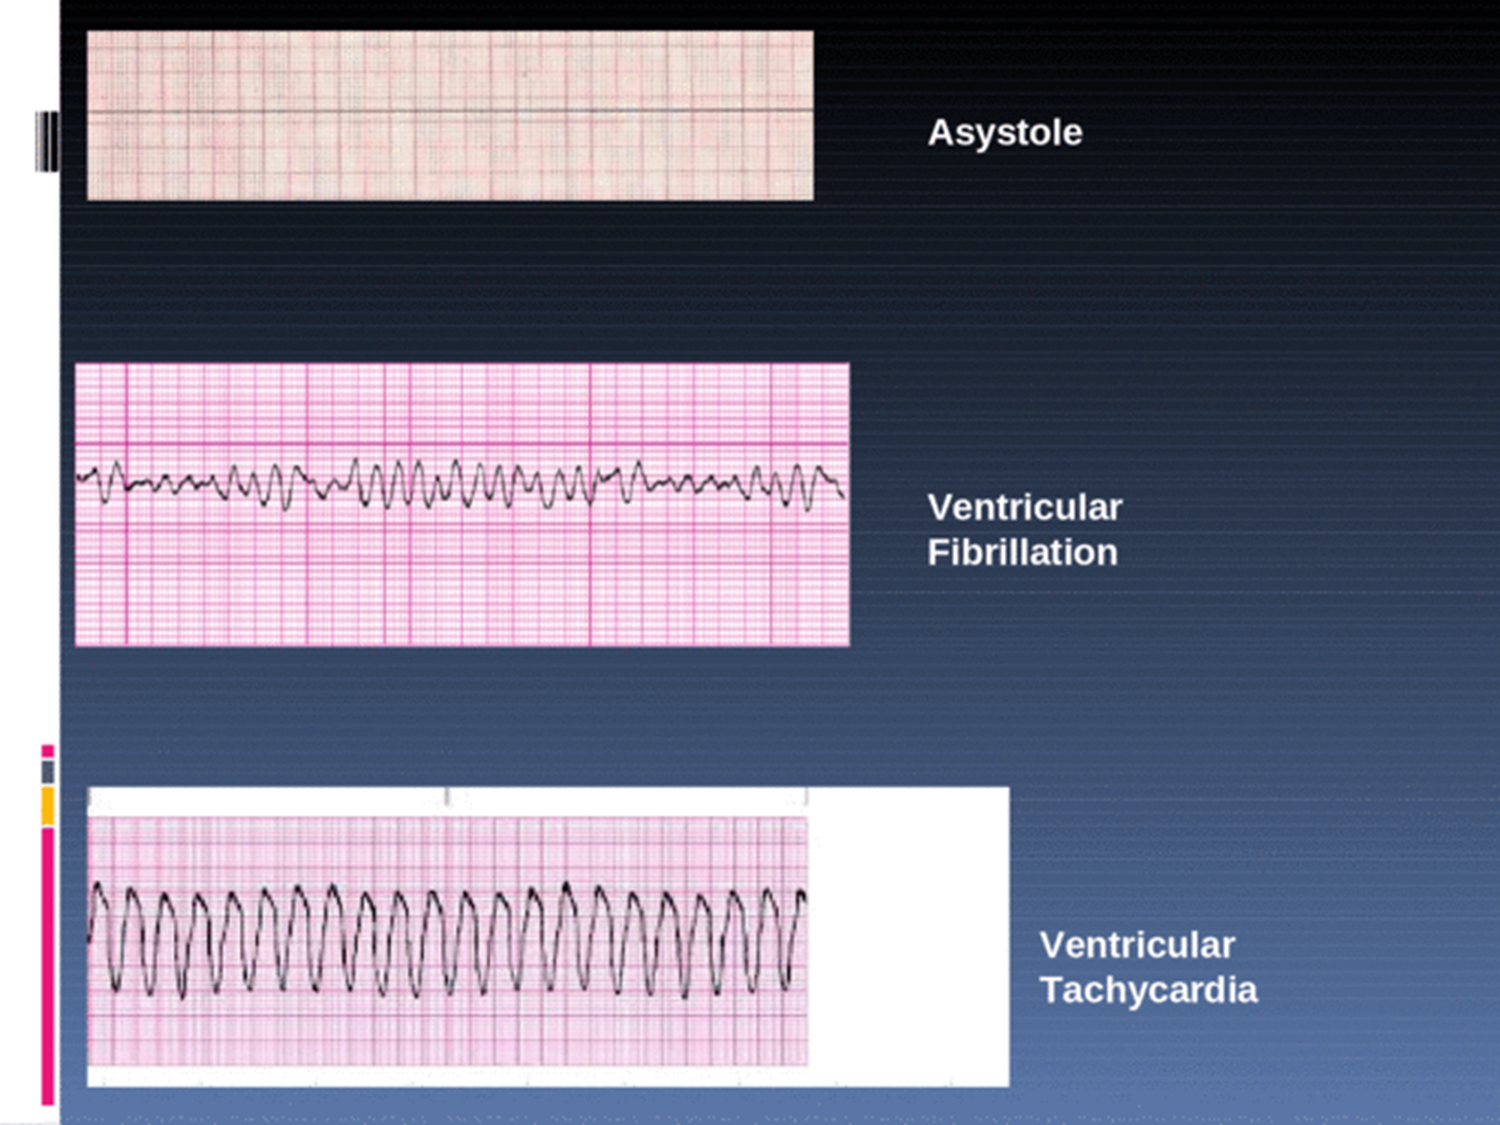 Asystole
Ventricular
Fibrillation
Ventricular
Tachycardia